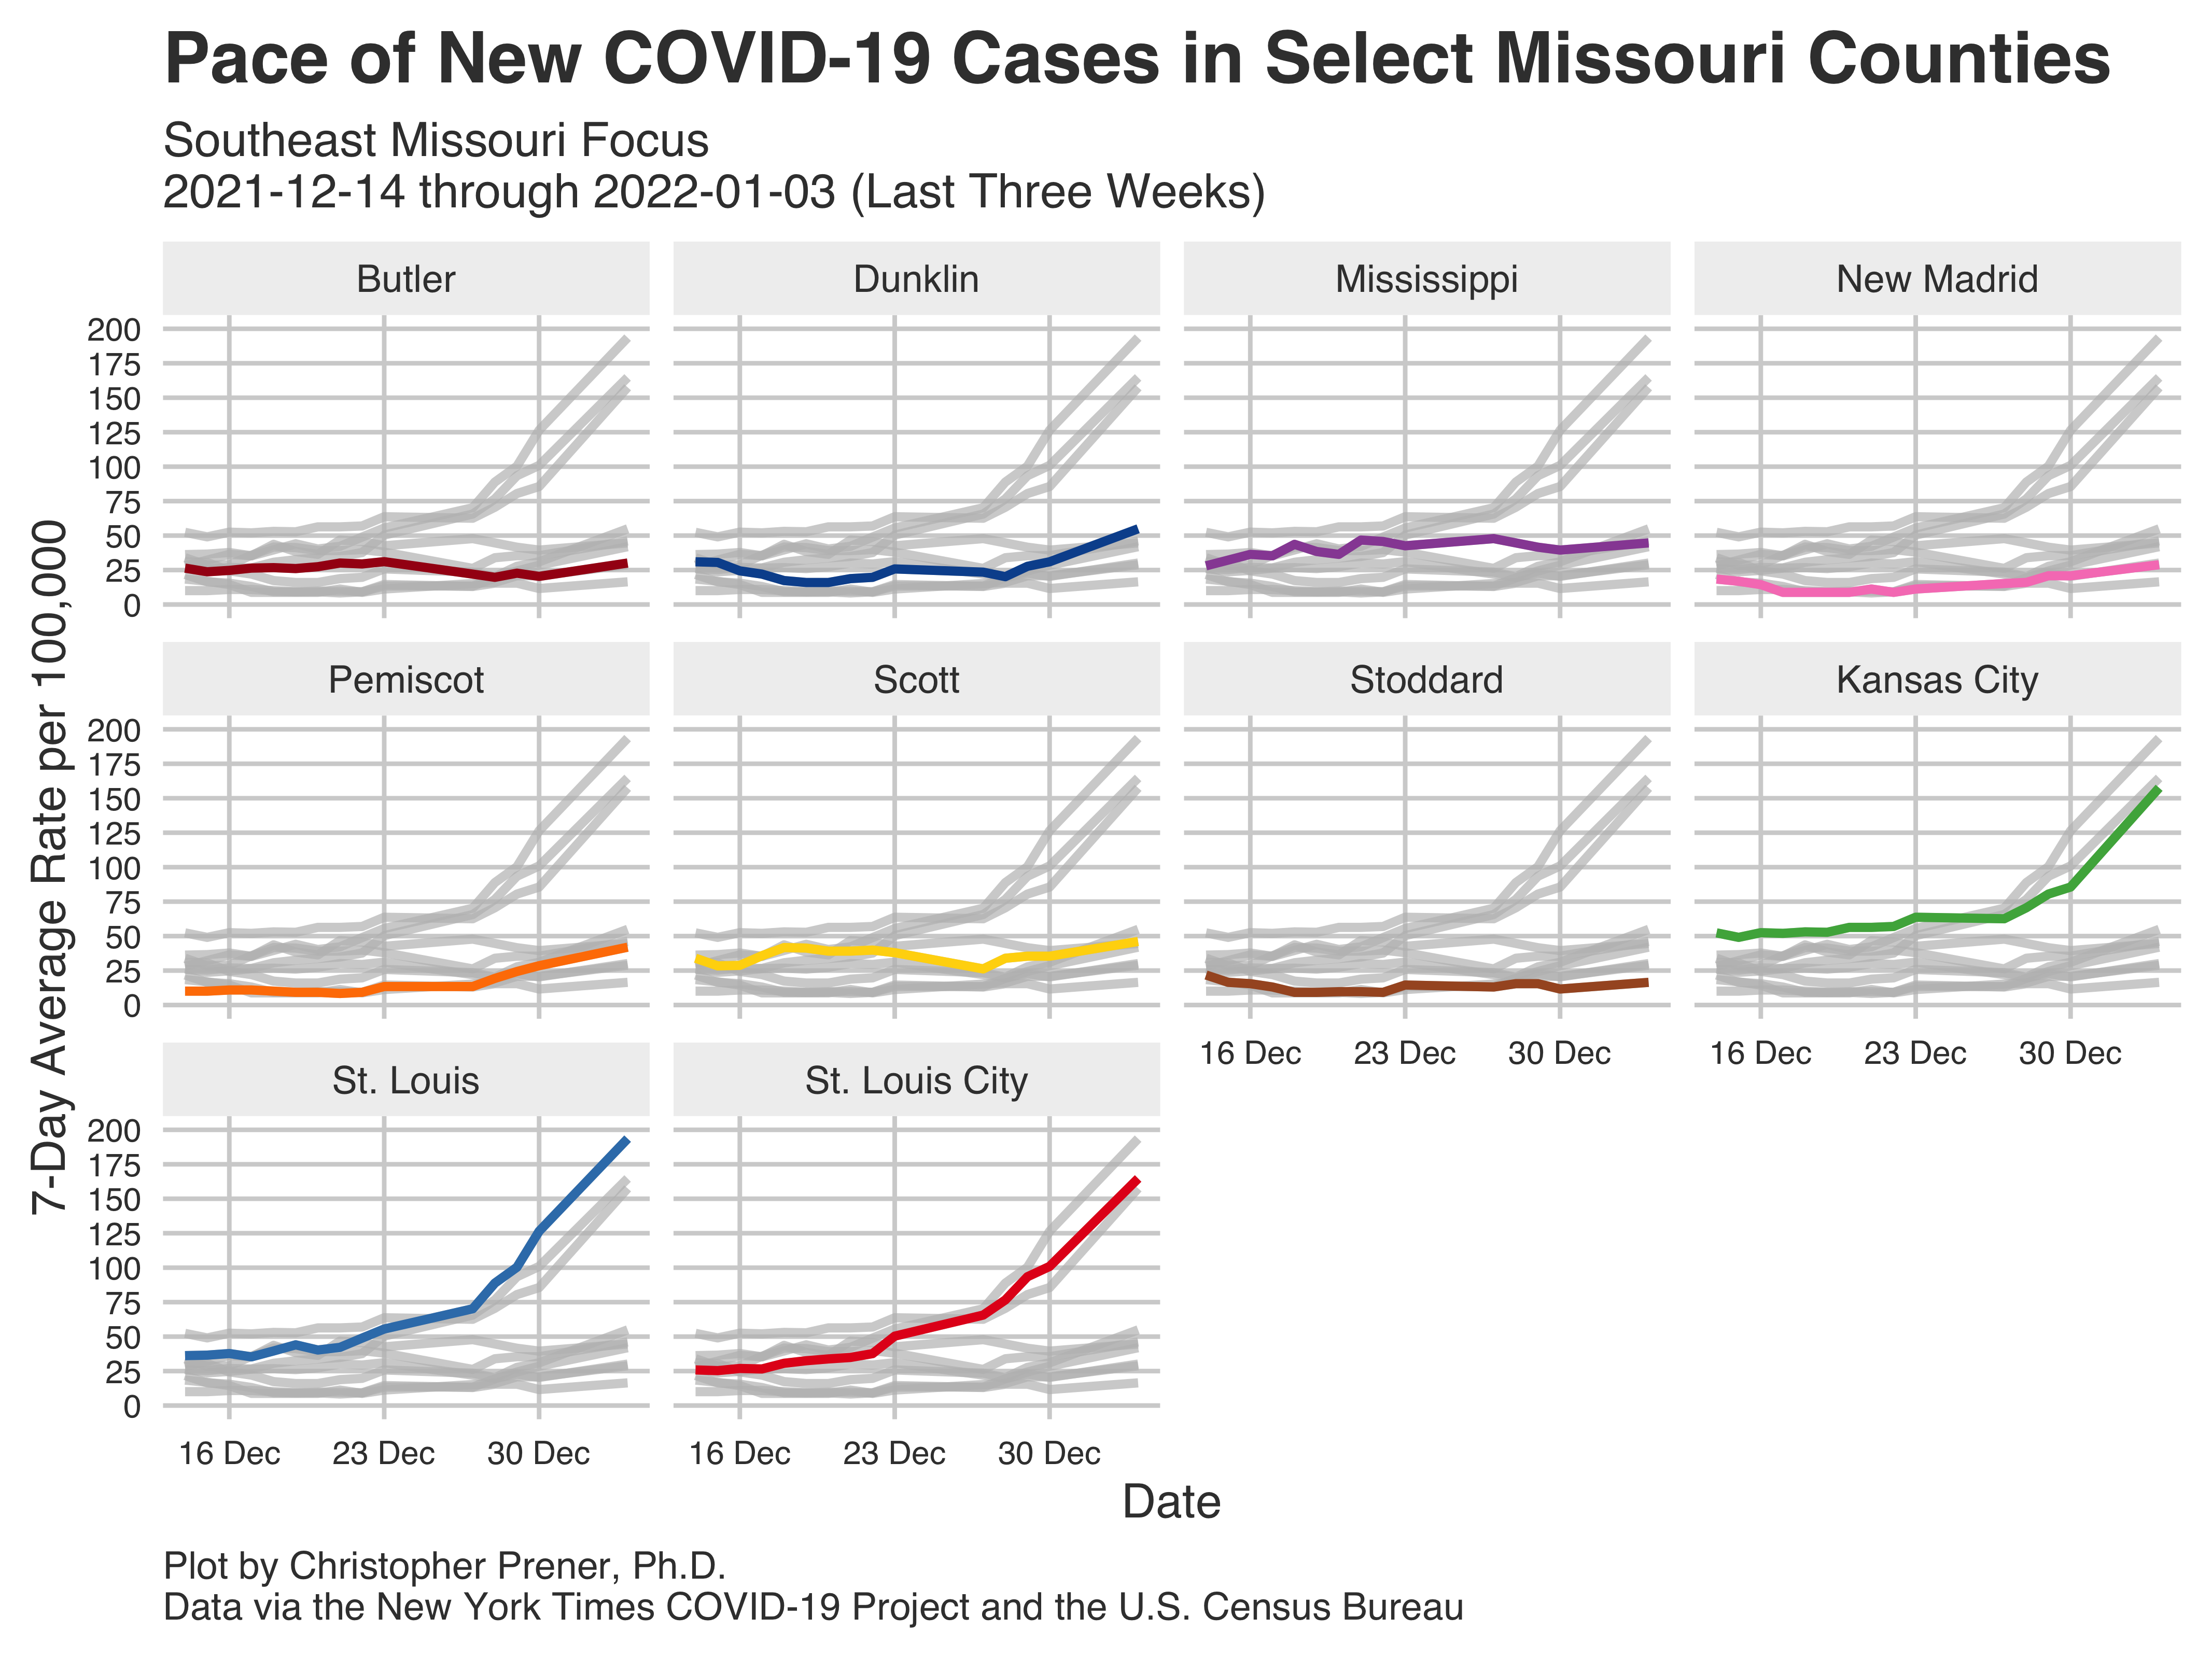 Pace of New COVID-19 Cases in Select Missouri Counties
Southeast Missouri Focus
2021-12-14 through 2022-01-03 (Last Three Weeks)
Butler
Dunklin
Mississippi
New Madrid
200
175
150
125
100
75
50
25
0
Pemiscot
Scott
Stoddard
Kansas City
200
175
150
125
100
75
50
25
0
16 Dec
23 Dec
30 Dec
16 Dec
23 Dec
30 Dec
St. Louis
St. Louis City
200
175
150
125
100
75
50
25
0
16 Dec
23 Dec
30 Dec
16 Dec
23 Dec
30 Dec
7-Day Average Rate per 100,000
Date
Plot by Christopher Prener, Ph.D.
Data via the New York Times COVID-19 Project and the U.S. Census Bureau